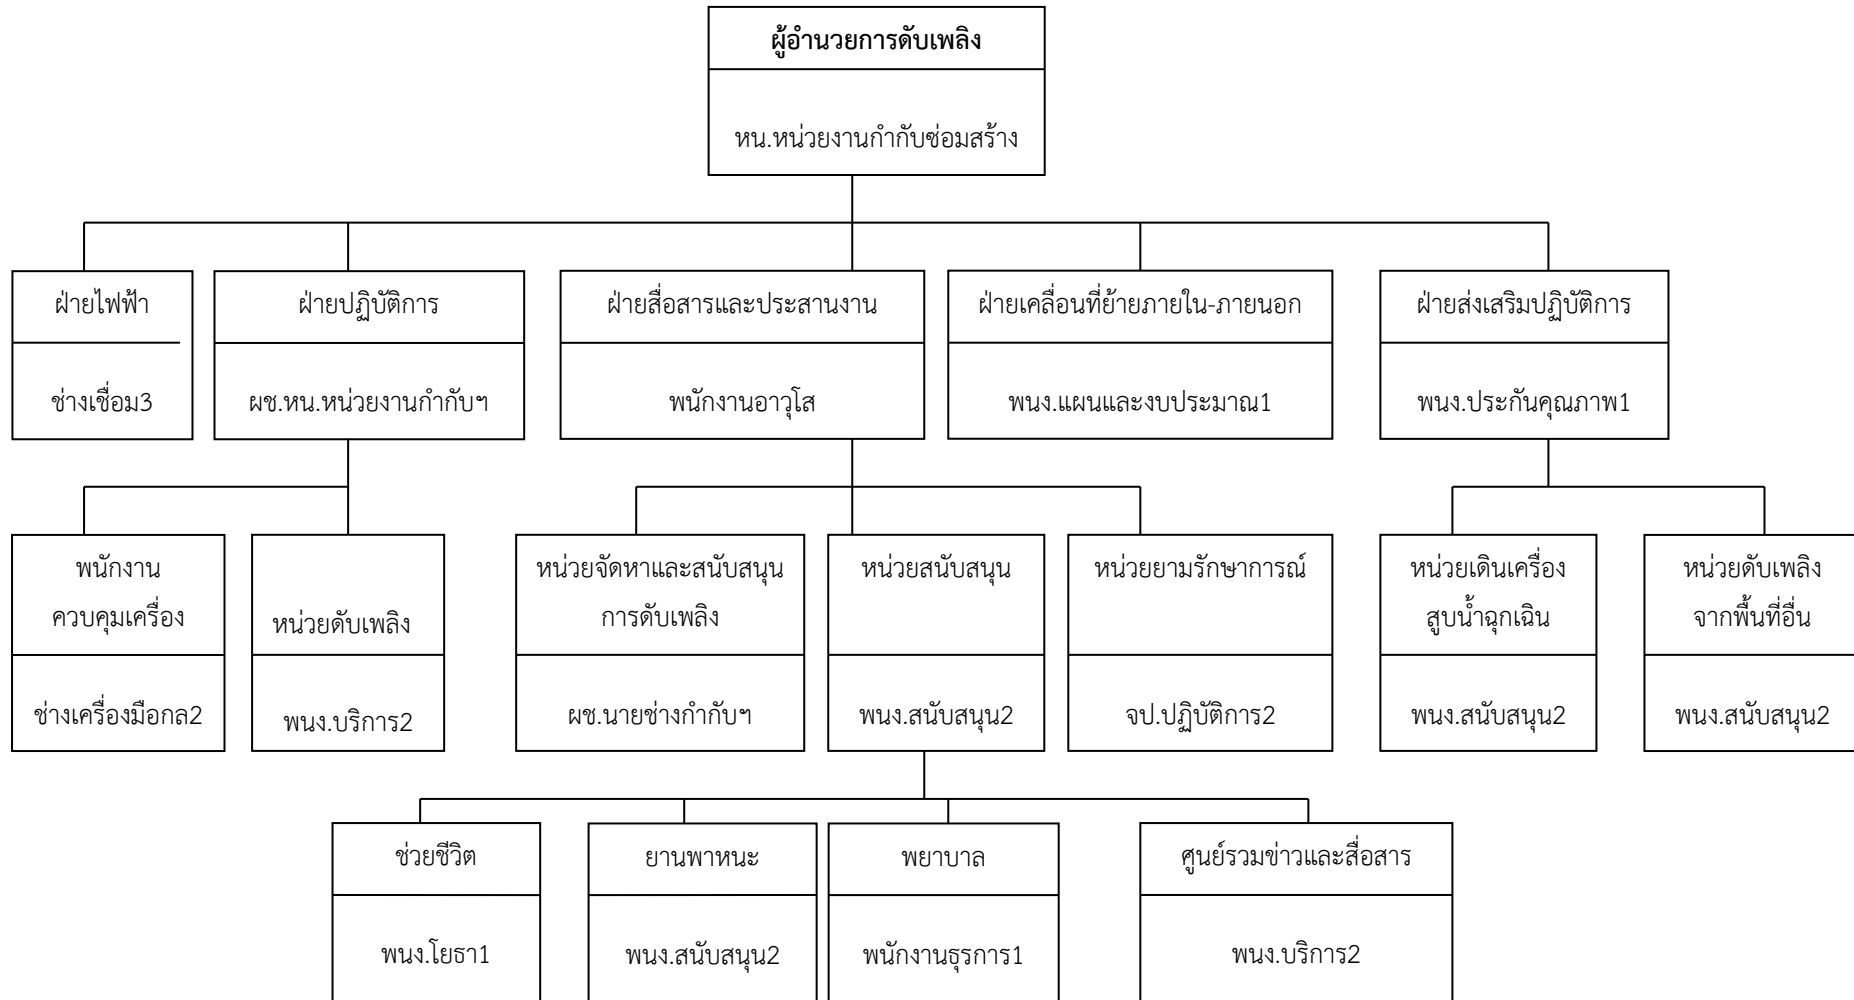 ผู้อำนวยการดับเพลิง
หน.หน่วยงานกำกับซ่อมสร้าง
ฝ่ายไฟฟ้า
ช่างเชื่อม3
ฝ่ายปฏิบัติการ
ผช.หน.หน่วยงานกำกับฯ
ฝ่ายสื่อสารและประสานงาน
พนักงานอาวุโส
ฝ่ายเคลื่อนที่ย้ายภายใน-ภายนอก
พนง.แผนและงบประมาณ1
ฝ่ายส่งเสริมปฏิบัติการ
พนง.ประกันคุณภาพ1
พนักงาน
ควบคุมเครื่อง
ช่างเครื่องมือกล2
หน่วยดับเพลิง
พนง.บริการ2
หน่วยจัดหาและสนับสนุน
การดับเพลิง
ผช.นายช่างกำกับฯ
หน่วยสนับสนุน
พนง.สนับสนุน2
หน่วยยามรักษาการณ์
จป.ปฏิบัติการ2
หน่วยเดินเครื่อง
สูบน้ำฉุกเฉิน
พนง.สนับสนุน2
หน่วยดับเพลิง
จากพื้นที่อื่น
พนง.สนับสนุน2
ช่วยชีวิต
พนง.โยธา1
ยานพาหนะ
พนง.สนับสนุน2
พยาบาล
พนักงานธุรการ1
ศูนย์รวมข่าวและสื่อสาร
พนง.บริการ2